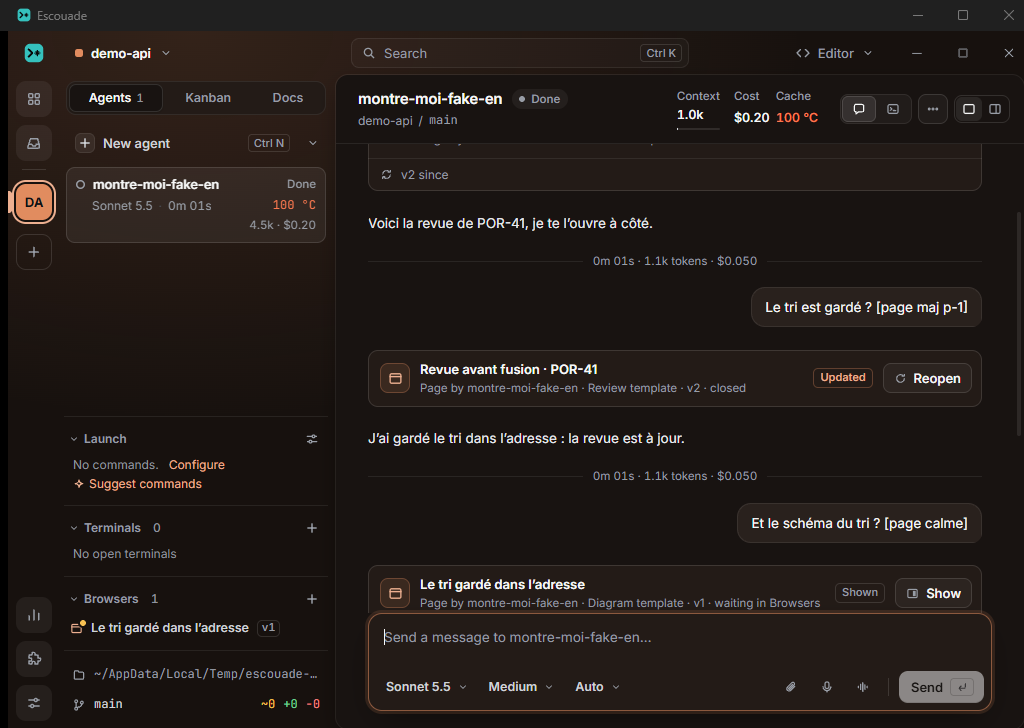 Escouade
demo-api
Search
Ctrl K
Editor
Agents 1
Kanban
Docs
New agent
Ctrl N
montre-moi-fake-en
Done
Sonnet 5.5 · 0m 01s
100 °C
4.5k · $0.20
DA
Launch
No commands. Configure
Suggest commands
Terminals 0
No open terminals
Browsers 1
Le tri gardé dans l’adresse
v1
~/AppData/Local/Temp/escouade-…
main
~0 +0 -0
montre-moi-fake-en
Done
demo-api / main
Context
1.0k
Cost
$0.20
Cache
100 °C
v2 since
Voici la revue de POR-41, je te l’ouvre à côté.
0m 01s · 1.1k tokens · $0.050
Le tri est gardé ? [page maj p-1]
Revue avant fusion · POR-41
Page by montre-moi-fake-en · Review template · v2 · closed
Updated
Reopen
J’ai gardé le tri dans l’adresse : la revue est à jour.
0m 01s · 1.1k tokens · $0.050
Et le schéma du tri ? [page calme]
Le tri gardé dans l’adresse
Page by montre-moi-fake-en · Diagram template · v1 · waiting in Browsers
Shown
Show
Send a message to montre-moi-fake-en...
Sonnet 5.5
Medium
Auto
Send